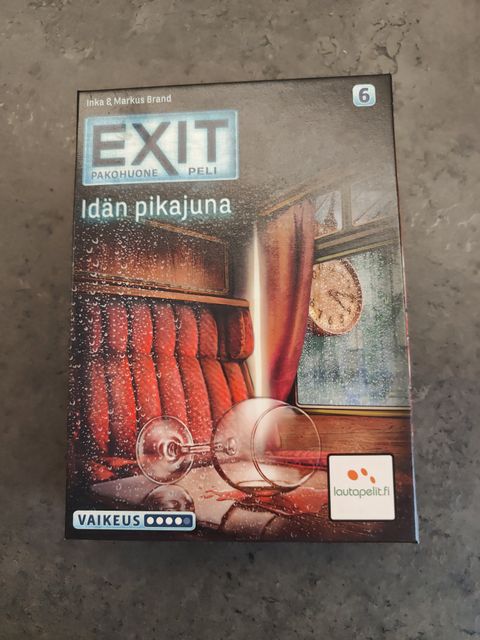 Inka & Markus Brand
6
EXIT
PAKOHUONE PELI
Idän pikajuna
lautapelit.fi
VAIKEUS